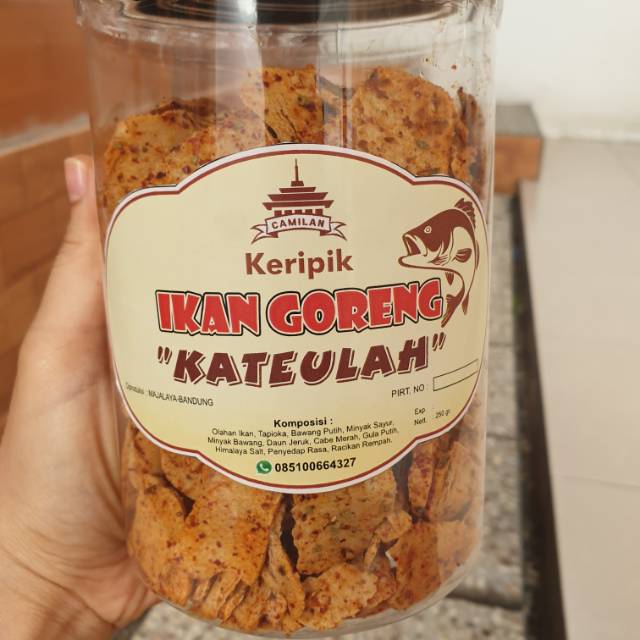 CAMILAN
Keripik
IKAN GORENG
"KATEULAH"
: MAJALAYA-BANDUNG
PIRT. NO :
Exp.
Nett. : 250 gr.
Komposisi :
Olahan Ikan, Tapioka, Bawang Putih, Minyak Sayur,
Minyak Bawang, Daun Jeruk, Cabe Merah, Gula Putih,
Himalaya Salt, Penyedap Rasa, Racikan Rempah.
085100664327